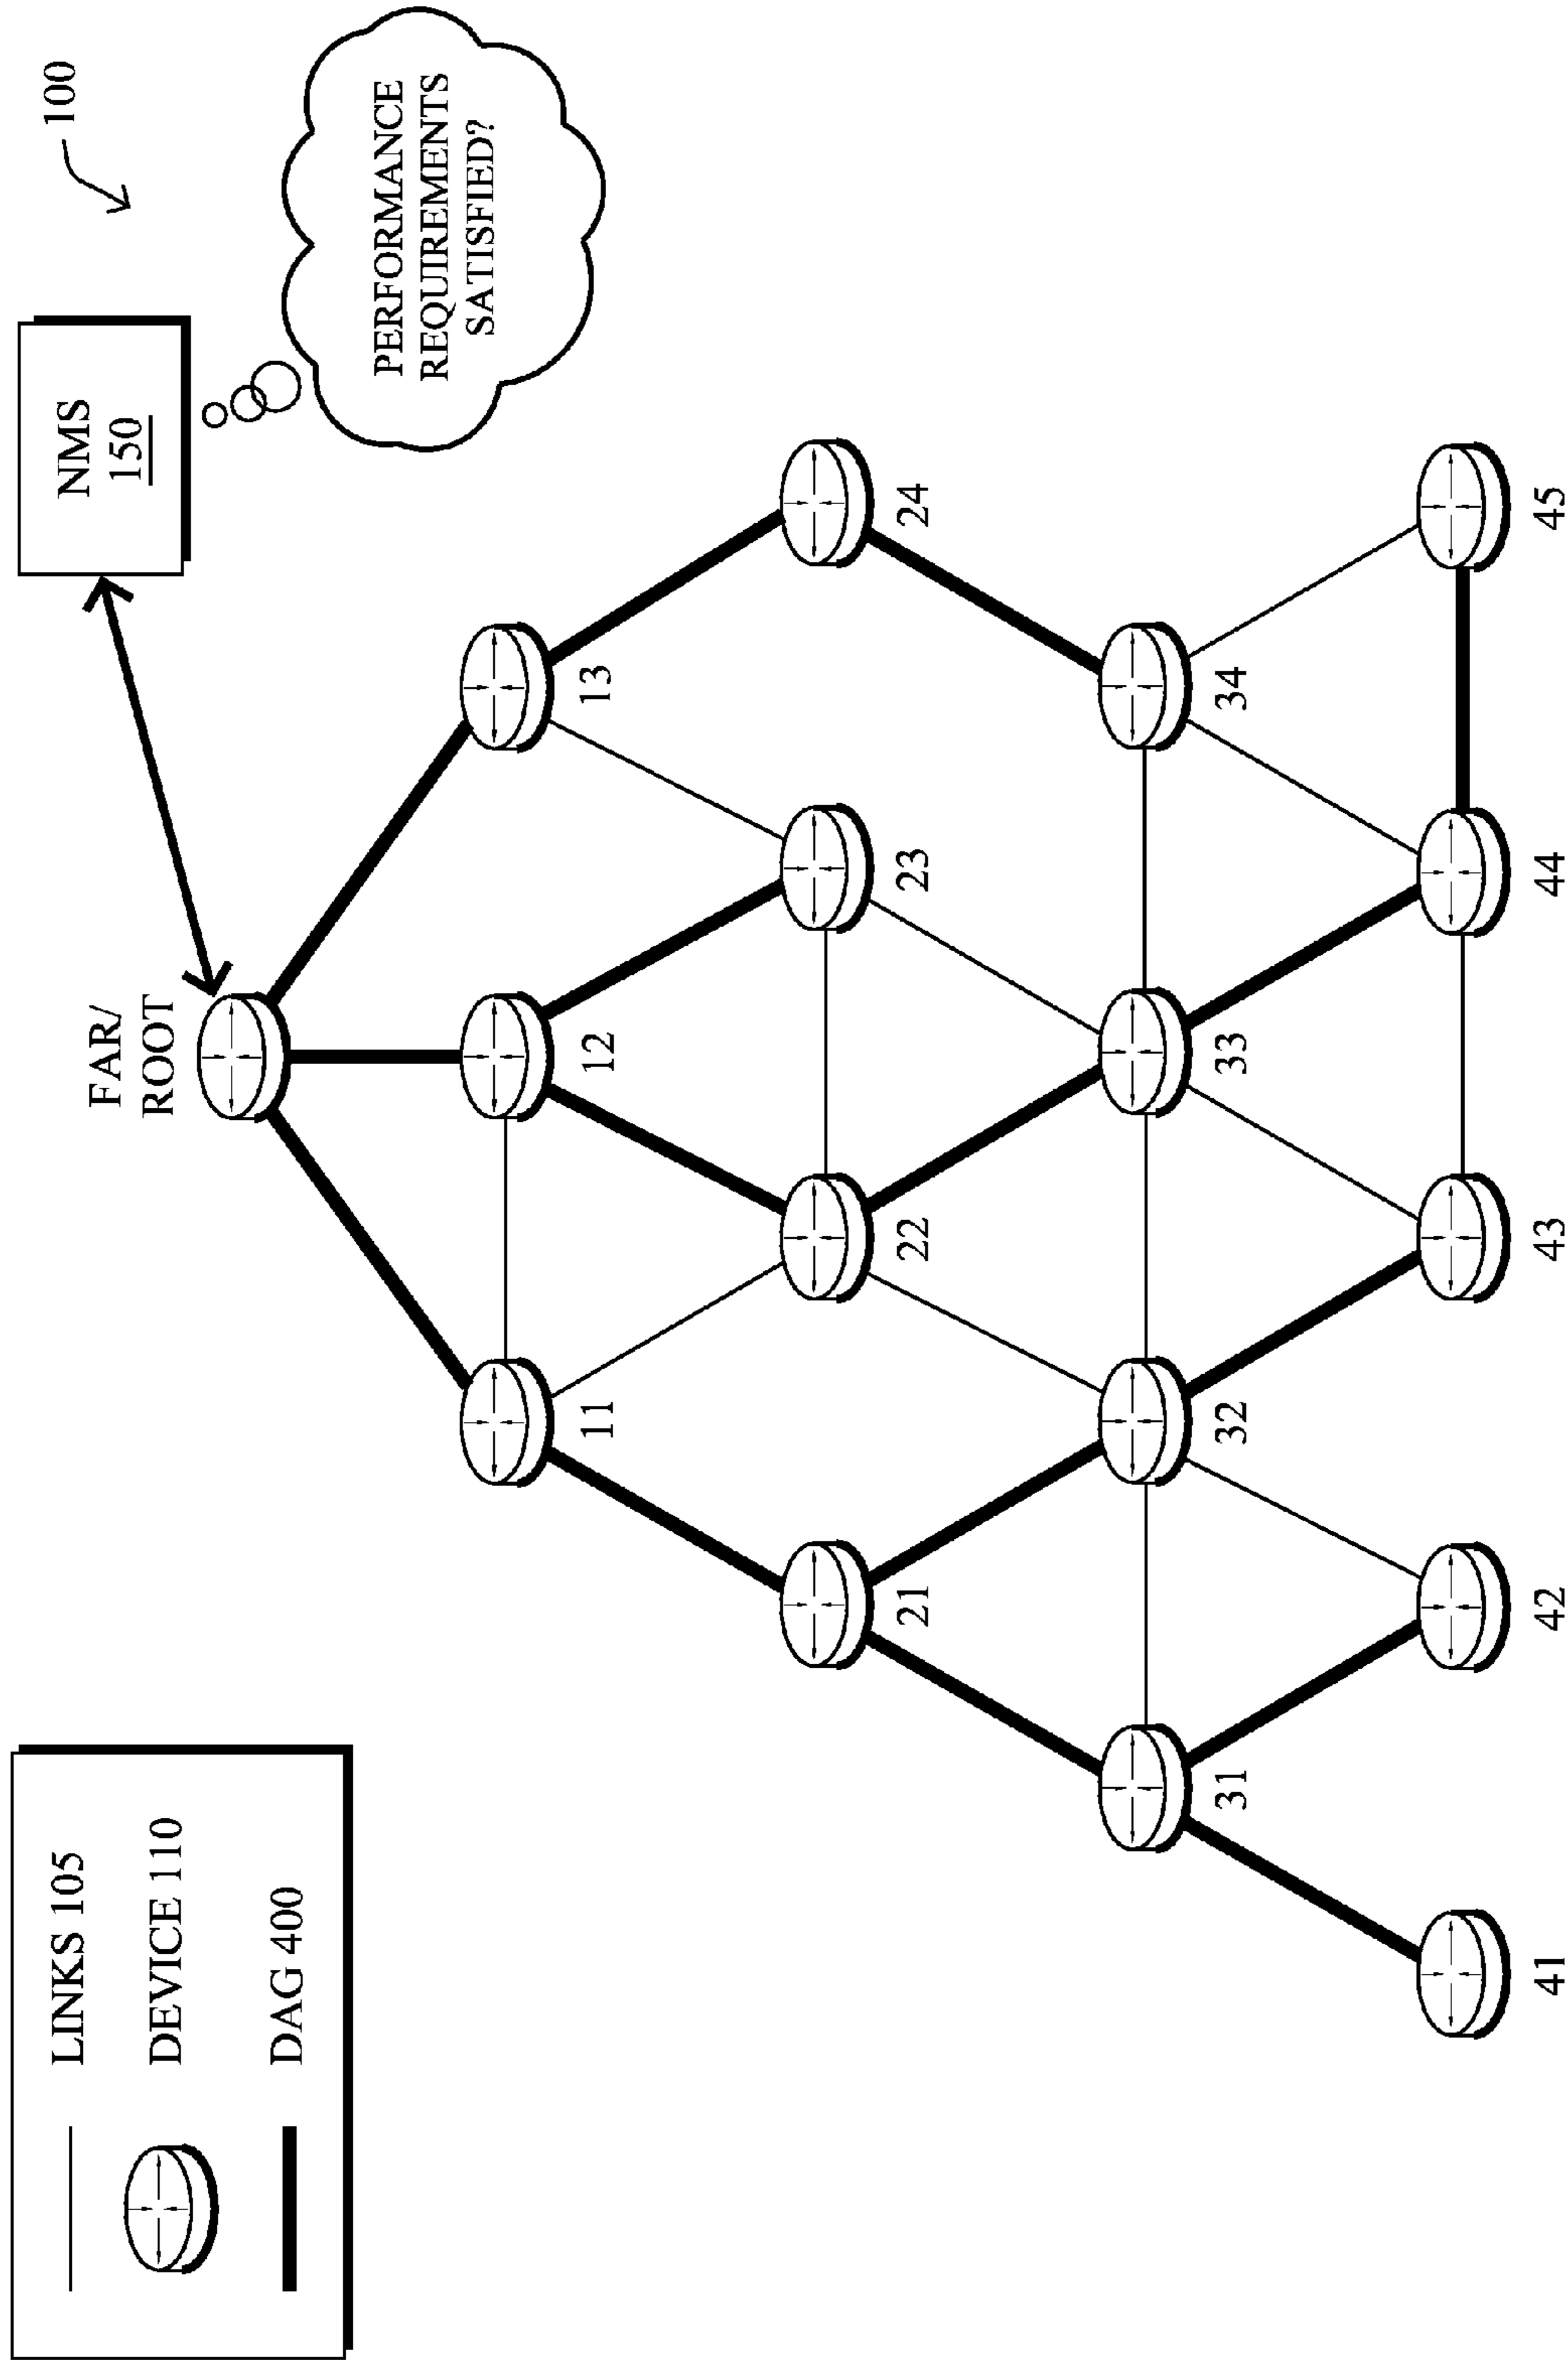 100
NMS
150
PERFORMANCE
REQUIREMENTS
SATISFIED?
FAR/
ROOT
LINKS 105
DEVICE 110
DAG 400
11
12
13
21
22
23
24
31
32
33
34
41
42
43
44
45